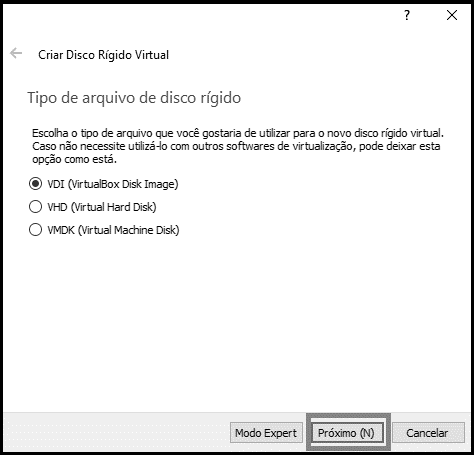 ?
Criar Disco Rígido Virtual
Tipo de arquivo de disco rígido
Escolha o tipo de arquivo que você gostaria de utilizar para o novo disco rígido virtual.
Caso não necessite utilizá-lo com outros softwares de virtualização, pode deixar esta
opção como está.
VDI (VirtualBox Disk Image)
VHD (Virtual Hard Disk)
VMDK (Virtual Machine Disk)
Modo Expert Próximo (N) Cancelar